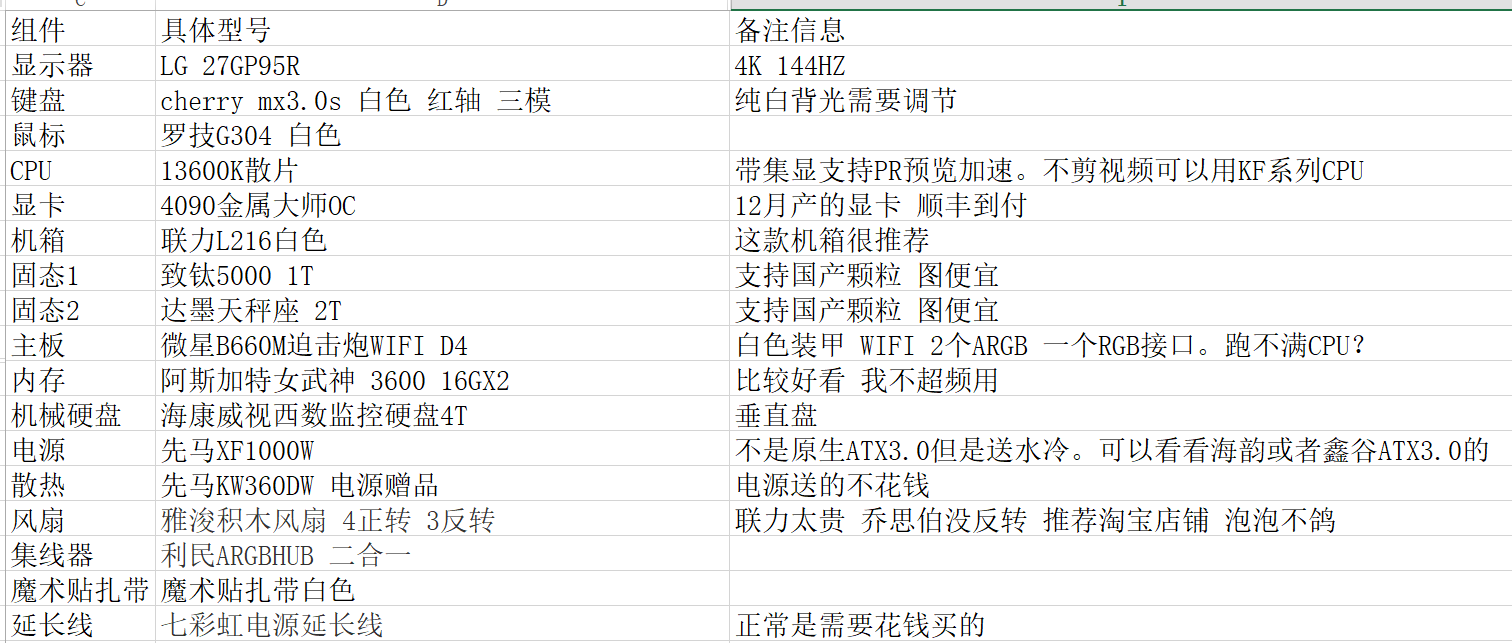 组件 具体型号 备注信息
显示器 LG 27GP95R 4K 144HZ
键盘 cherry mx3.0s 白色 红轴 三模 纯白背光需要调节
鼠标 罗技G304 白色
CPU 13600K散片 带集显支持PR预览加速。不剪视频可以用KF系列CPU
显卡 4090金属大师OC 12月产的显卡 顺丰到付
机箱 联力L216白色 这款机箱很推荐
固态1 致钛5000 1T 支持国产颗粒 图便宜
固态2 达墨天秤座 2T 支持国产颗粒 图便宜
主板 微星B660M迫击炮WIFI D4 白色装甲 WIFI 2个ARGB 一个RGB接口。跑不满CPU?
内存 阿斯加特女武神 3600 16GX2 比较好看 我不超频用
机械硬盘 海康威视西数监控硬盘4T 垂直盘
电源 先马XF1000W 不是原生ATX3.0但是送水冷。可以看看海韵或者鑫谷ATX3.0的
散热 先马KW360DW 电源赠品 电源送的不花钱
风扇 雅浚积木风扇 4正转 3反转 联力太贵 乔思伯没反转 推荐淘宝店铺 泡泡不鸽
集线器 利民ARGBHUB 二合一
魔术贴扎带 魔术贴扎带白色
延长线 七彩虹电源延长线 正常是需要花钱买的